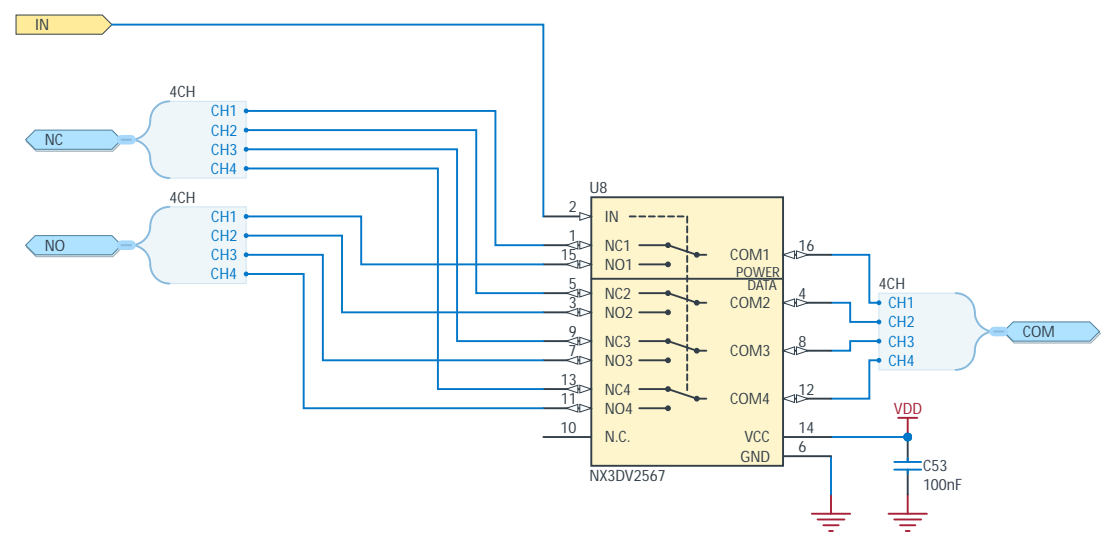 IN
4CH
CH1
CH2
CH3
CH4
NC
4CH
CH1
CH2
CH3
CH4
NO
U8
2 IN
1 NC1
15 NO1
COM1 16
POWER
DATA
5 NC2
3 NO2
COM2 4
9 NC3
7 NO3
COM3 8
13 NC4
11 NO4
COM4 12
10 N.C.
VCC 14
GND 6
NX3DV2567
4CH
CH1
CH2
CH3
CH4
COM
VDD
C53
100nF